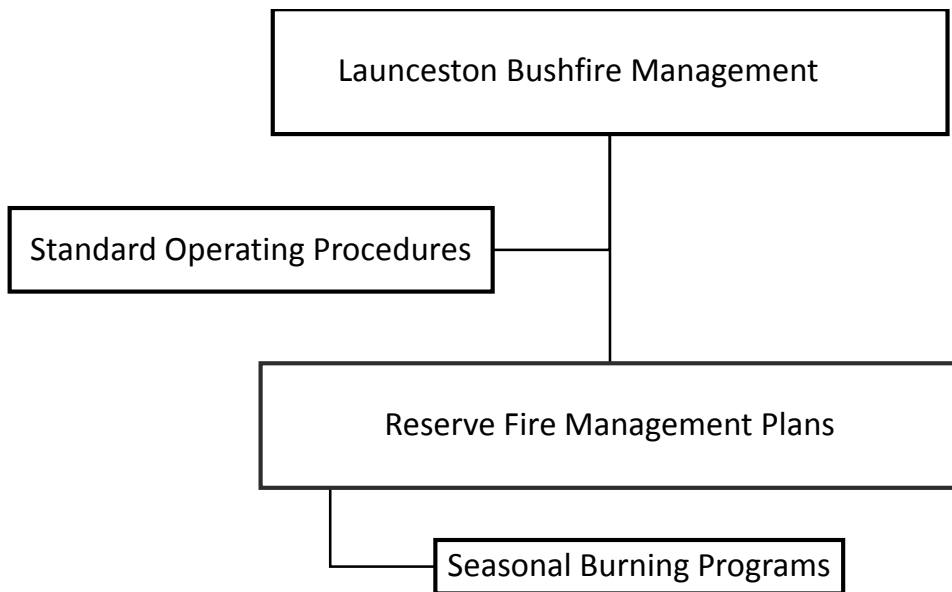 Launceston Bushfire Management
Standard Operating Procedures
Reserve Fire Management Plans
Seasonal Burning Programs